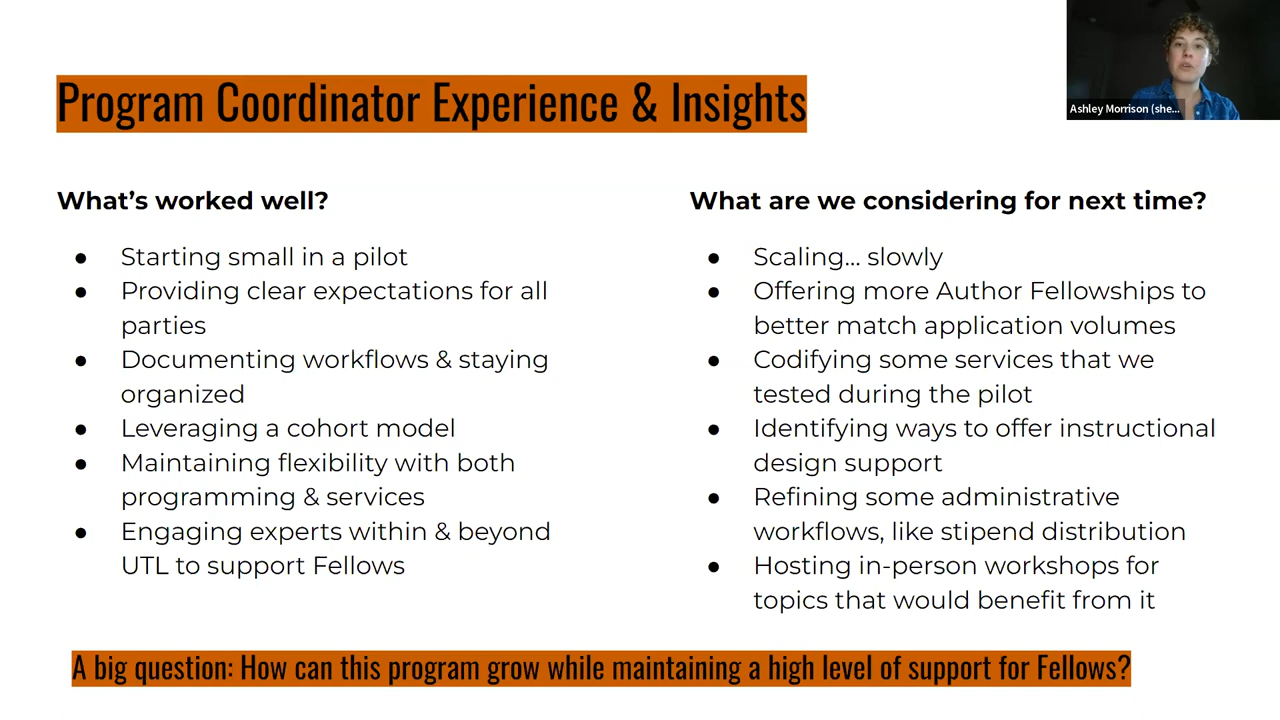 Program Coordinator Experience & Insights
Ashley Morrison (she...
What's worked well?
● Starting small in a pilot
● Providing clear expectations for all
parties
● Documenting workflows & staying
organized
● Leveraging a cohort model
● Maintaining flexibility with both
programming & services
● Engaging experts within & beyond
UTL to support Fellows
What are we considering for next time?
● Scaling... slowly
● Offering more Author Fellowships to
better match application volumes
● Codifying some services that we
tested during the pilot
● Identifying ways to offer instructional
design support
● Refining some administrative
workflows, like stipend distribution
● Hosting in-person workshops for
topics that would benefit from it
A big question: How can this program grow while maintaining a high level of support for Fellows?